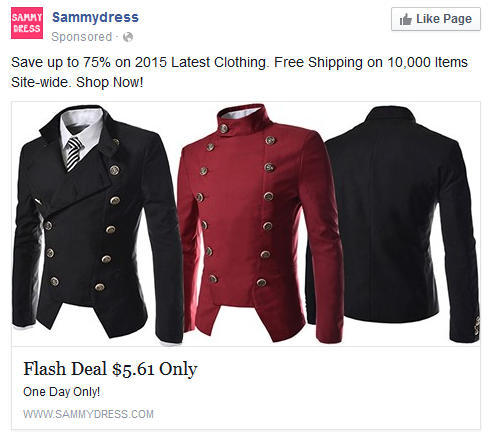 SAMMY
DRESS
Sammydress
Sponsored ·
Like Page
Save up to 75% on 2015 Latest Clothing. Free Shipping on 10,000 Items
Site-wide. Shop Now!
Flash Deal $5.61 Only
One Day Only!
WWW.SAMMYDRESS.COM